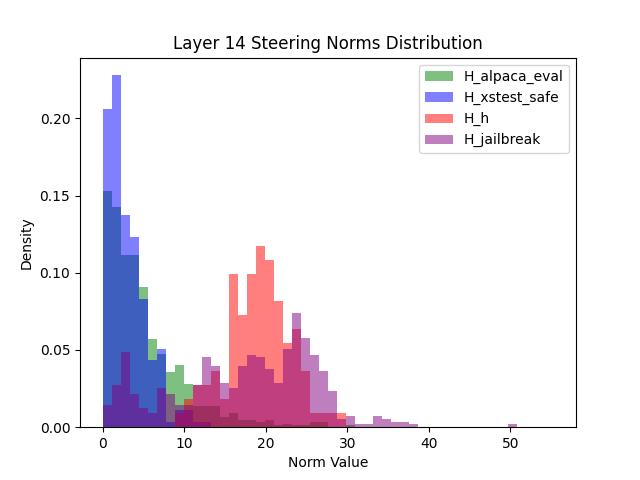 Layer 14 Steering Norms Distribution
H_alpaca_eval
H_xstest_safe
H_h
H_jailbreak
Density
0.20
0.15
0.10
0.05
0.00
0
10
20
30
40
50
Norm Value